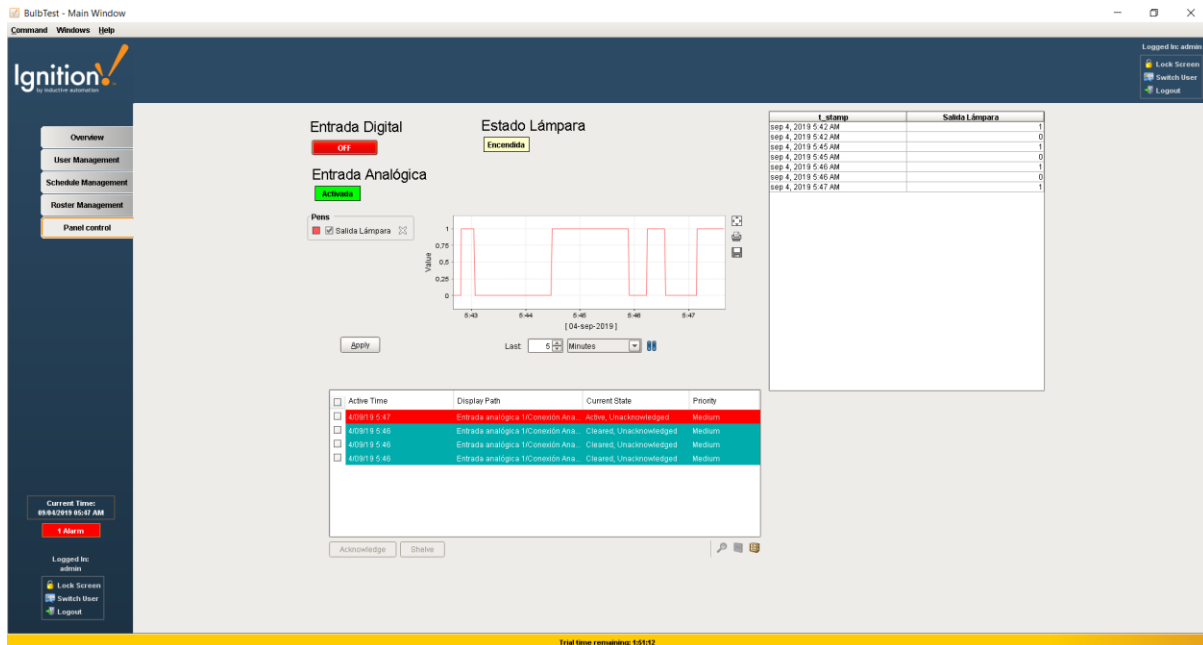 BulbTest - Main Window
Command Windows Help
Ignition!
by inductive automation
Logged In: admin
Lock Screen
Switch User
Logout
Overview
User Management
Schedule Management
Roster Management
Panel control
Entrada Digital
OFF
Estado Lámpara
Encendida
Entrada Analógica
Activada
Pens
Salida Lámpara
Value
1
0,75
0,5
0,25
0
5:43 5:44 5:45 5:46 5:47
[04-sep-2019]
Apply
Last 5 Minutes
t_stamp Salida Lámpara
sep 4, 2019 5:42 AM 1
sep 4, 2019 5:42 AM 0
sep 4, 2019 5:45 AM 1
sep 4, 2019 5:45 AM 0
sep 4, 2019 5:46 AM 1
sep 4, 2019 5:46 AM 0
sep 4, 2019 5:47 AM 1
Active Time Display Path Current State Priority
4/09/19 5:47 Entrada analógica 1/Conexión Ana... Active, Unacknowledged Medium
4/09/19 5:46 Entrada analógica 1/Conexión Ana... Cleared, Unacknowledged Medium
4/09/19 5:46 Entrada analógica 1/Conexión Ana... Cleared, Unacknowledged Medium
4/09/19 5:46 Entrada analógica 1/Conexión Ana... Cleared, Unacknowledged Medium
Acknowledge Shelve
Current Time:
09/04/2019 05:47 AM
1 Alarm
Logged In:
admin
Lock Screen
Switch User
Logout
Trial time remaining: 1:51:12